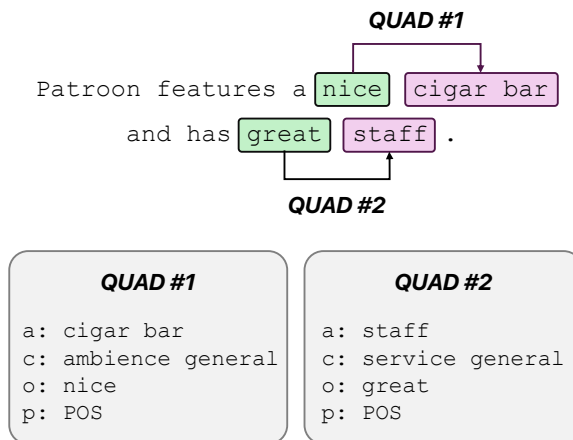 QUAD #1
Patroon features a nice cigar bar
and has great staff .
QUAD #2
QUAD #1
a: cigar bar
c: ambience general
o: nice
p: POS
QUAD #2
a: staff
c: service general
o: great
p: POS